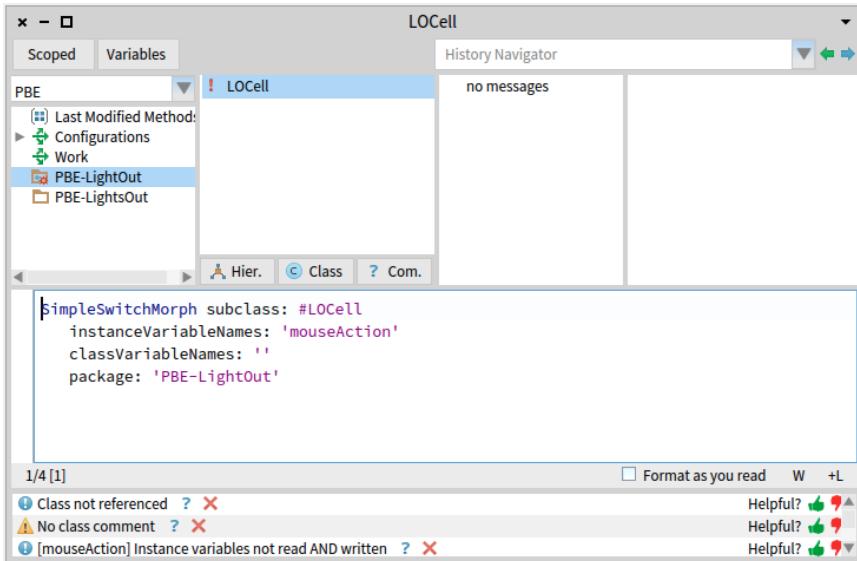 LOCell
Scoped Variables History Navigator
PBE
Last Modified Method
Configurations
Work
PBE-LightOut
PBE-LightsOut
! LOCell
no messages
Hier. C Class ? Com.
SimpleSwitchMorph subclass: #LOCell
instanceVariableNames: 'mouseAction'
classVariableNames: ''
package: 'PBE-LightOut'
1/4 [1] Format as you read W +L
Class not referenced ? Helpful?
No class comment ? Helpful?
[mouseAction] Instance variables not read AND written ? Helpful?